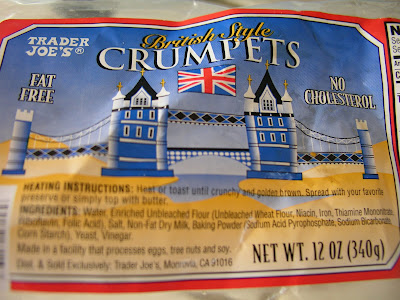 TRADER
JOE'S®
British Style
CRUMPETS
FAT
FREE
NO
CHOLESTEROL
HEATING INSTRUCTIONS: Heat or toast until crunchy and golden brown. Spread with your favorite
preserve or simply top with butter.
INGREDIENTS: Water, Enriched Unbleached Flour (Unbleached Wheat Flour, Niacin, Iron, Thiamine Mononitrate,
Riboflavin, Folic Acid), Salt, Non-Fat Dry Milk, Baking Powder (Sodium Acid Pyrophosphate, Sodium Bicarbonate,
Corn Starch), Yeast, Vinegar.
Made in a facility that processes eggs, tree nuts and soy.
Dist. & Sold Exclusively: Trader Joe's, Monrovia, CA 91016
NET WT. 12 OZ (340g)